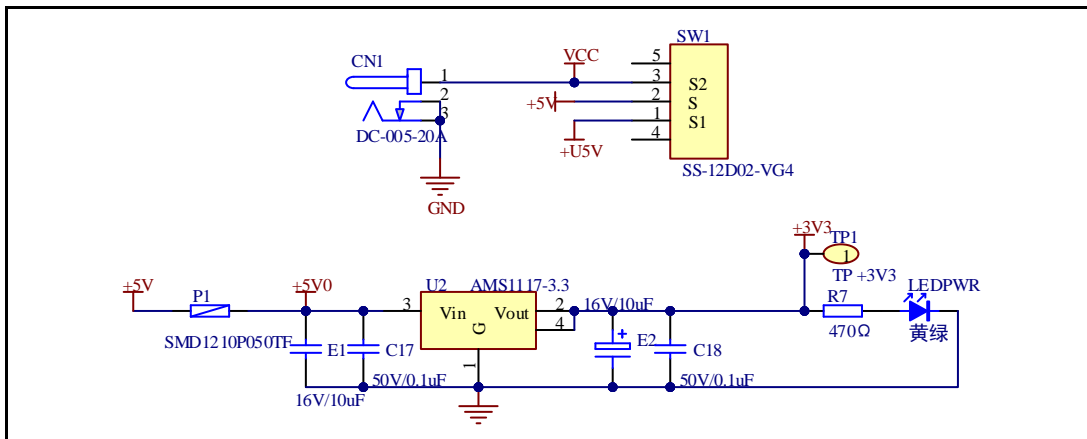 SW1
CN1
VCC
5
1
3
S2
2
+5V
2
S
3
1
S1
DC-005-20A
4
+U5V
SS-12D02-VG4
GND
+3V3
TP1
1
+5V
P1
+5V0
U2
AMS1117-3.3
TP +3V3
LEDPWR
3
2
16V/10uF
R7
Vin
Vout
4
G
SMD1210P050TF
E1
C17
E2
C18
470Ω
黄绿
1
50V/0.1uF
50V/0.1uF
16V/10uF